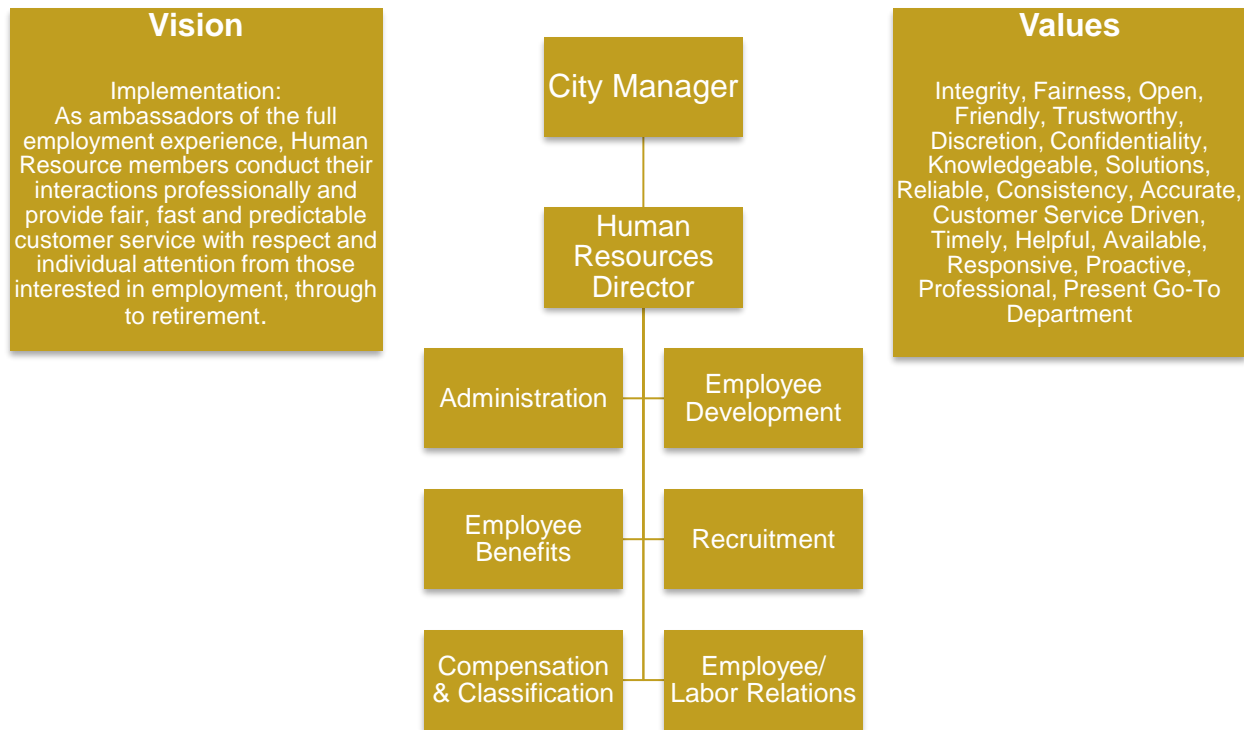 Vision
Implementation:
As ambassadors of the full
employment experience, Human
Resource members conduct their
interactions professionally and
provide fair, fast and predictable
customer service with respect and
individual attention from those
interested in employment, through
to retirement.
City Manager
Human
Resources
Director
Administration
Employee
Development
Employee
Benefits
Recruitment
Compensation
& Classification
Employee/
Labor Relations
Values
Integrity, Fairness, Open,
Friendly, Trustworthy,
Discretion, Confidentiality,
Knowledgeable, Solutions,
Reliable, Consistency, Accurate,
Customer Service Driven,
Timely, Helpful, Available,
Responsive, Proactive,
Professional, Present Go-To
Department